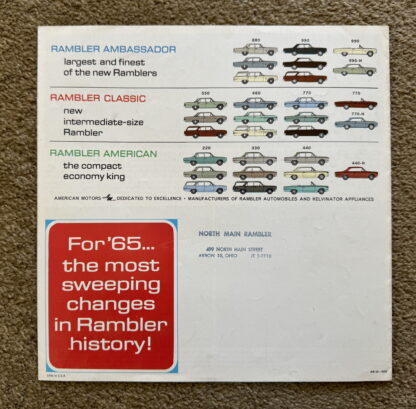 RAMBLER AMBASSADOR
largest and finest
of the new Ramblers
880
990
990
990-H
RAMBLER CLASSIC
new
intermediate-size
Rambler
550
660
770
770
770-H
RAMBLER AMERICAN
the compact
economy king
220
330
440
440-H
AMERICAN MOTORS DEDICATED TO EXCELLENCE • MANUFACTURERS OF RAMBLER AUTOMOBILES AND KELVINATOR APPLIANCES
For '65...
the most
sweeping
changes
in Rambler
history!
NORTH MAIN RAMBLER
499 NORTH MAIN STREET
AKRON 10, OHIO